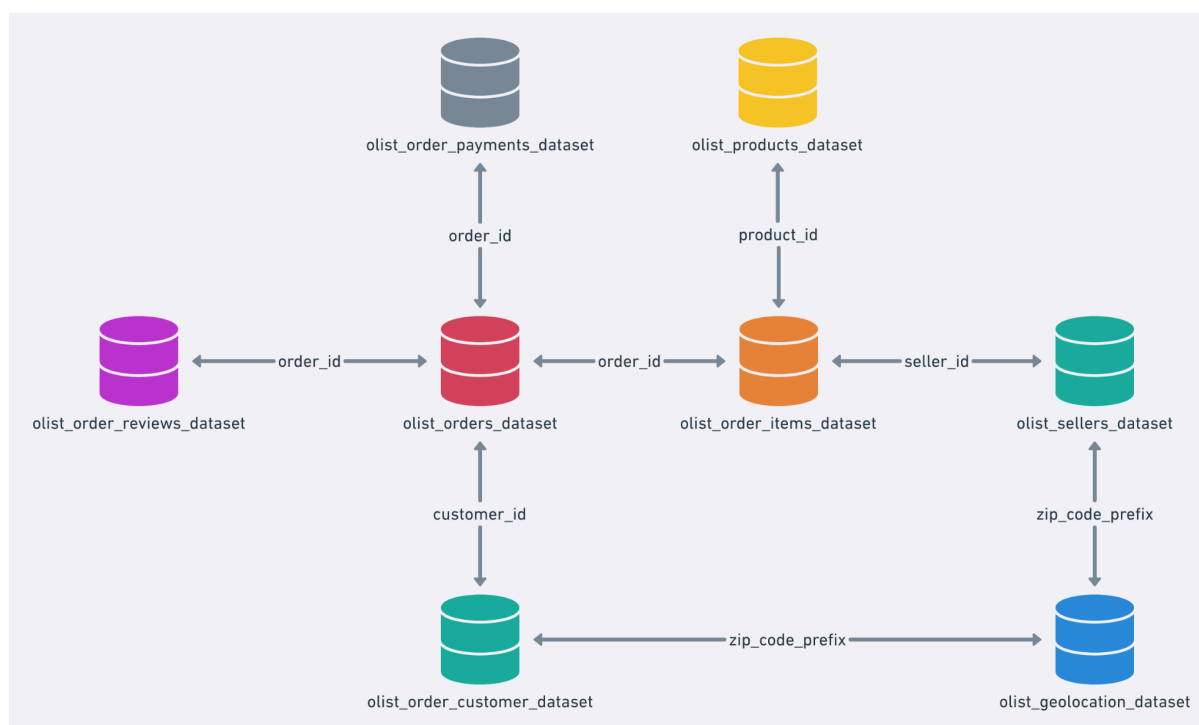 olist_order_payments_dataset
olist_products_dataset
order_id
product_id
order_id
order_id
seller_id
olist_order_reviews_dataset
olist_orders_dataset
olist_order_items_dataset
olist_sellers_dataset
customer_id
zip_code_prefix
zip_code_prefix
olist_order_customer_dataset
olist_geolocation_dataset